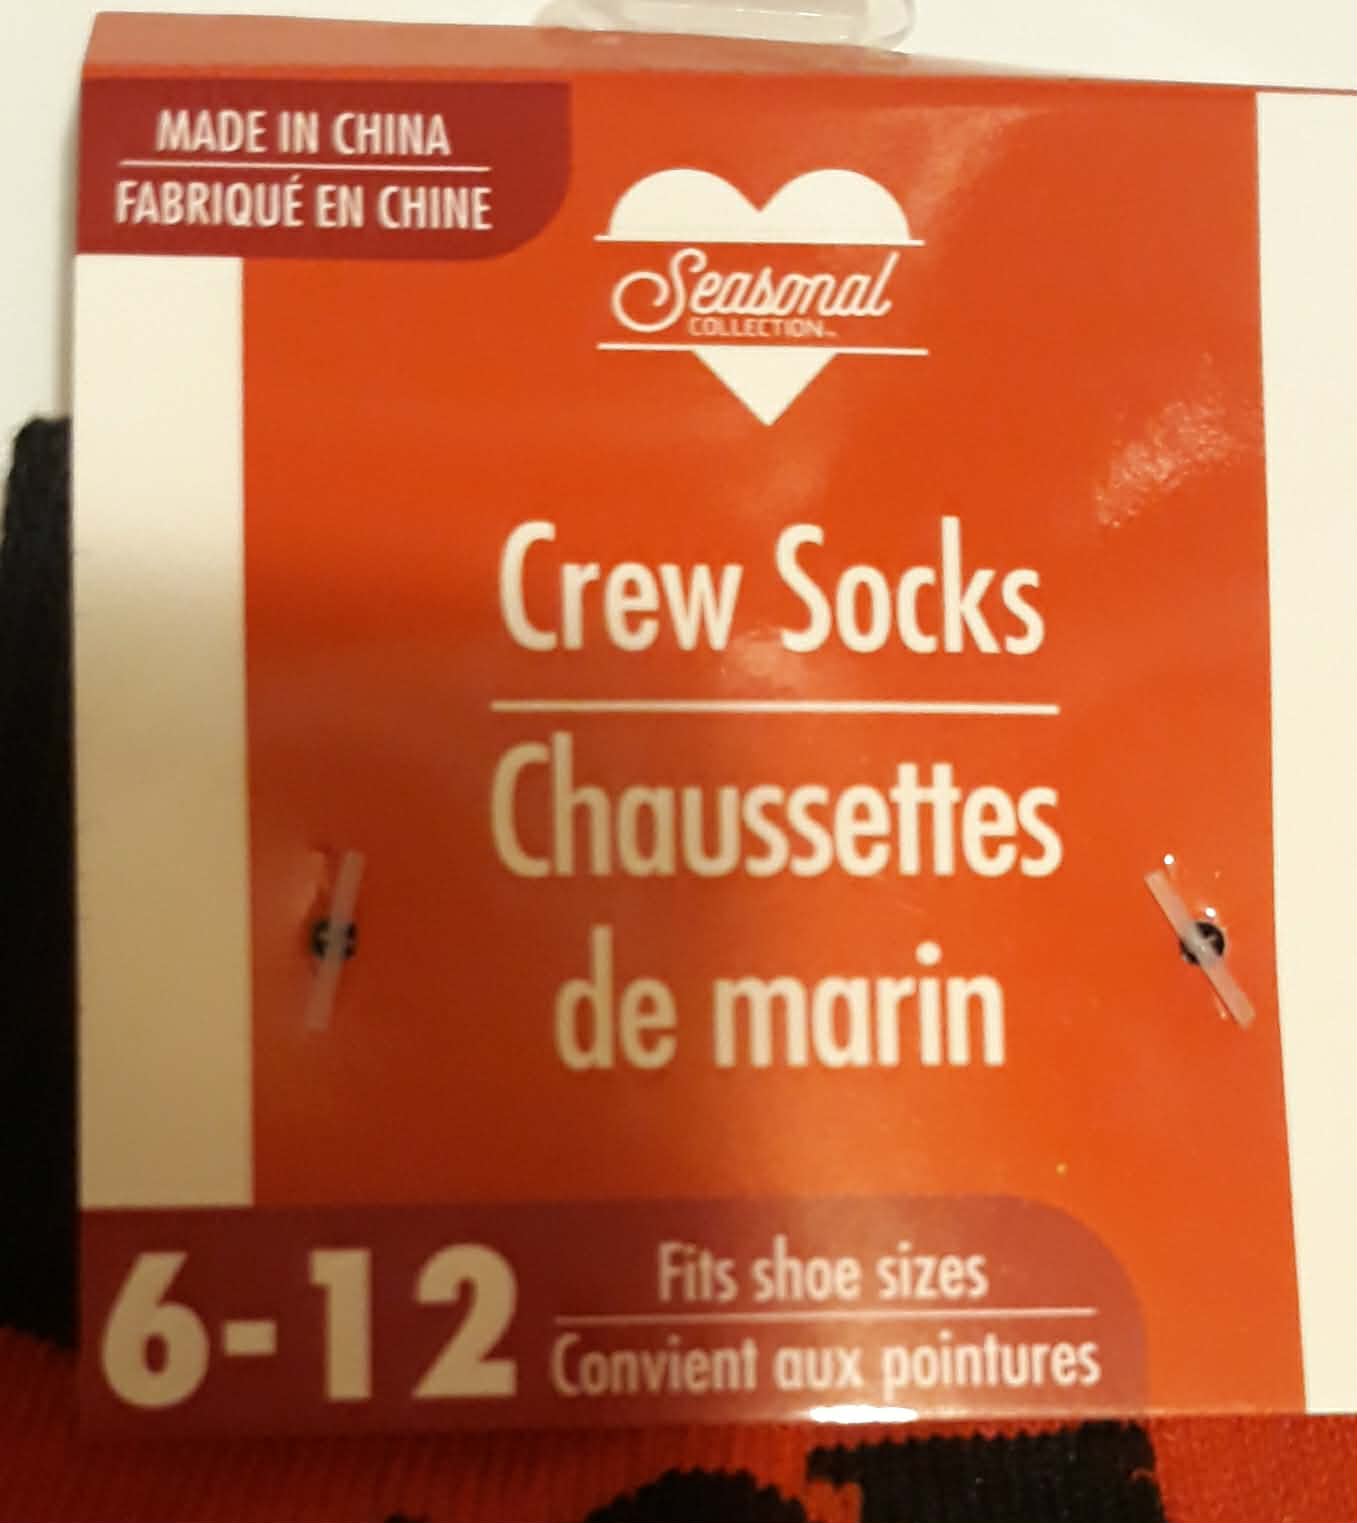 MADE IN CHINA
FABRIQUÉ EN CHINE
Seasonal
COLLECTION™
Crew Socks
Chaussettes
de marin
6-12
Fits shoe sizes
Convient aux pointures